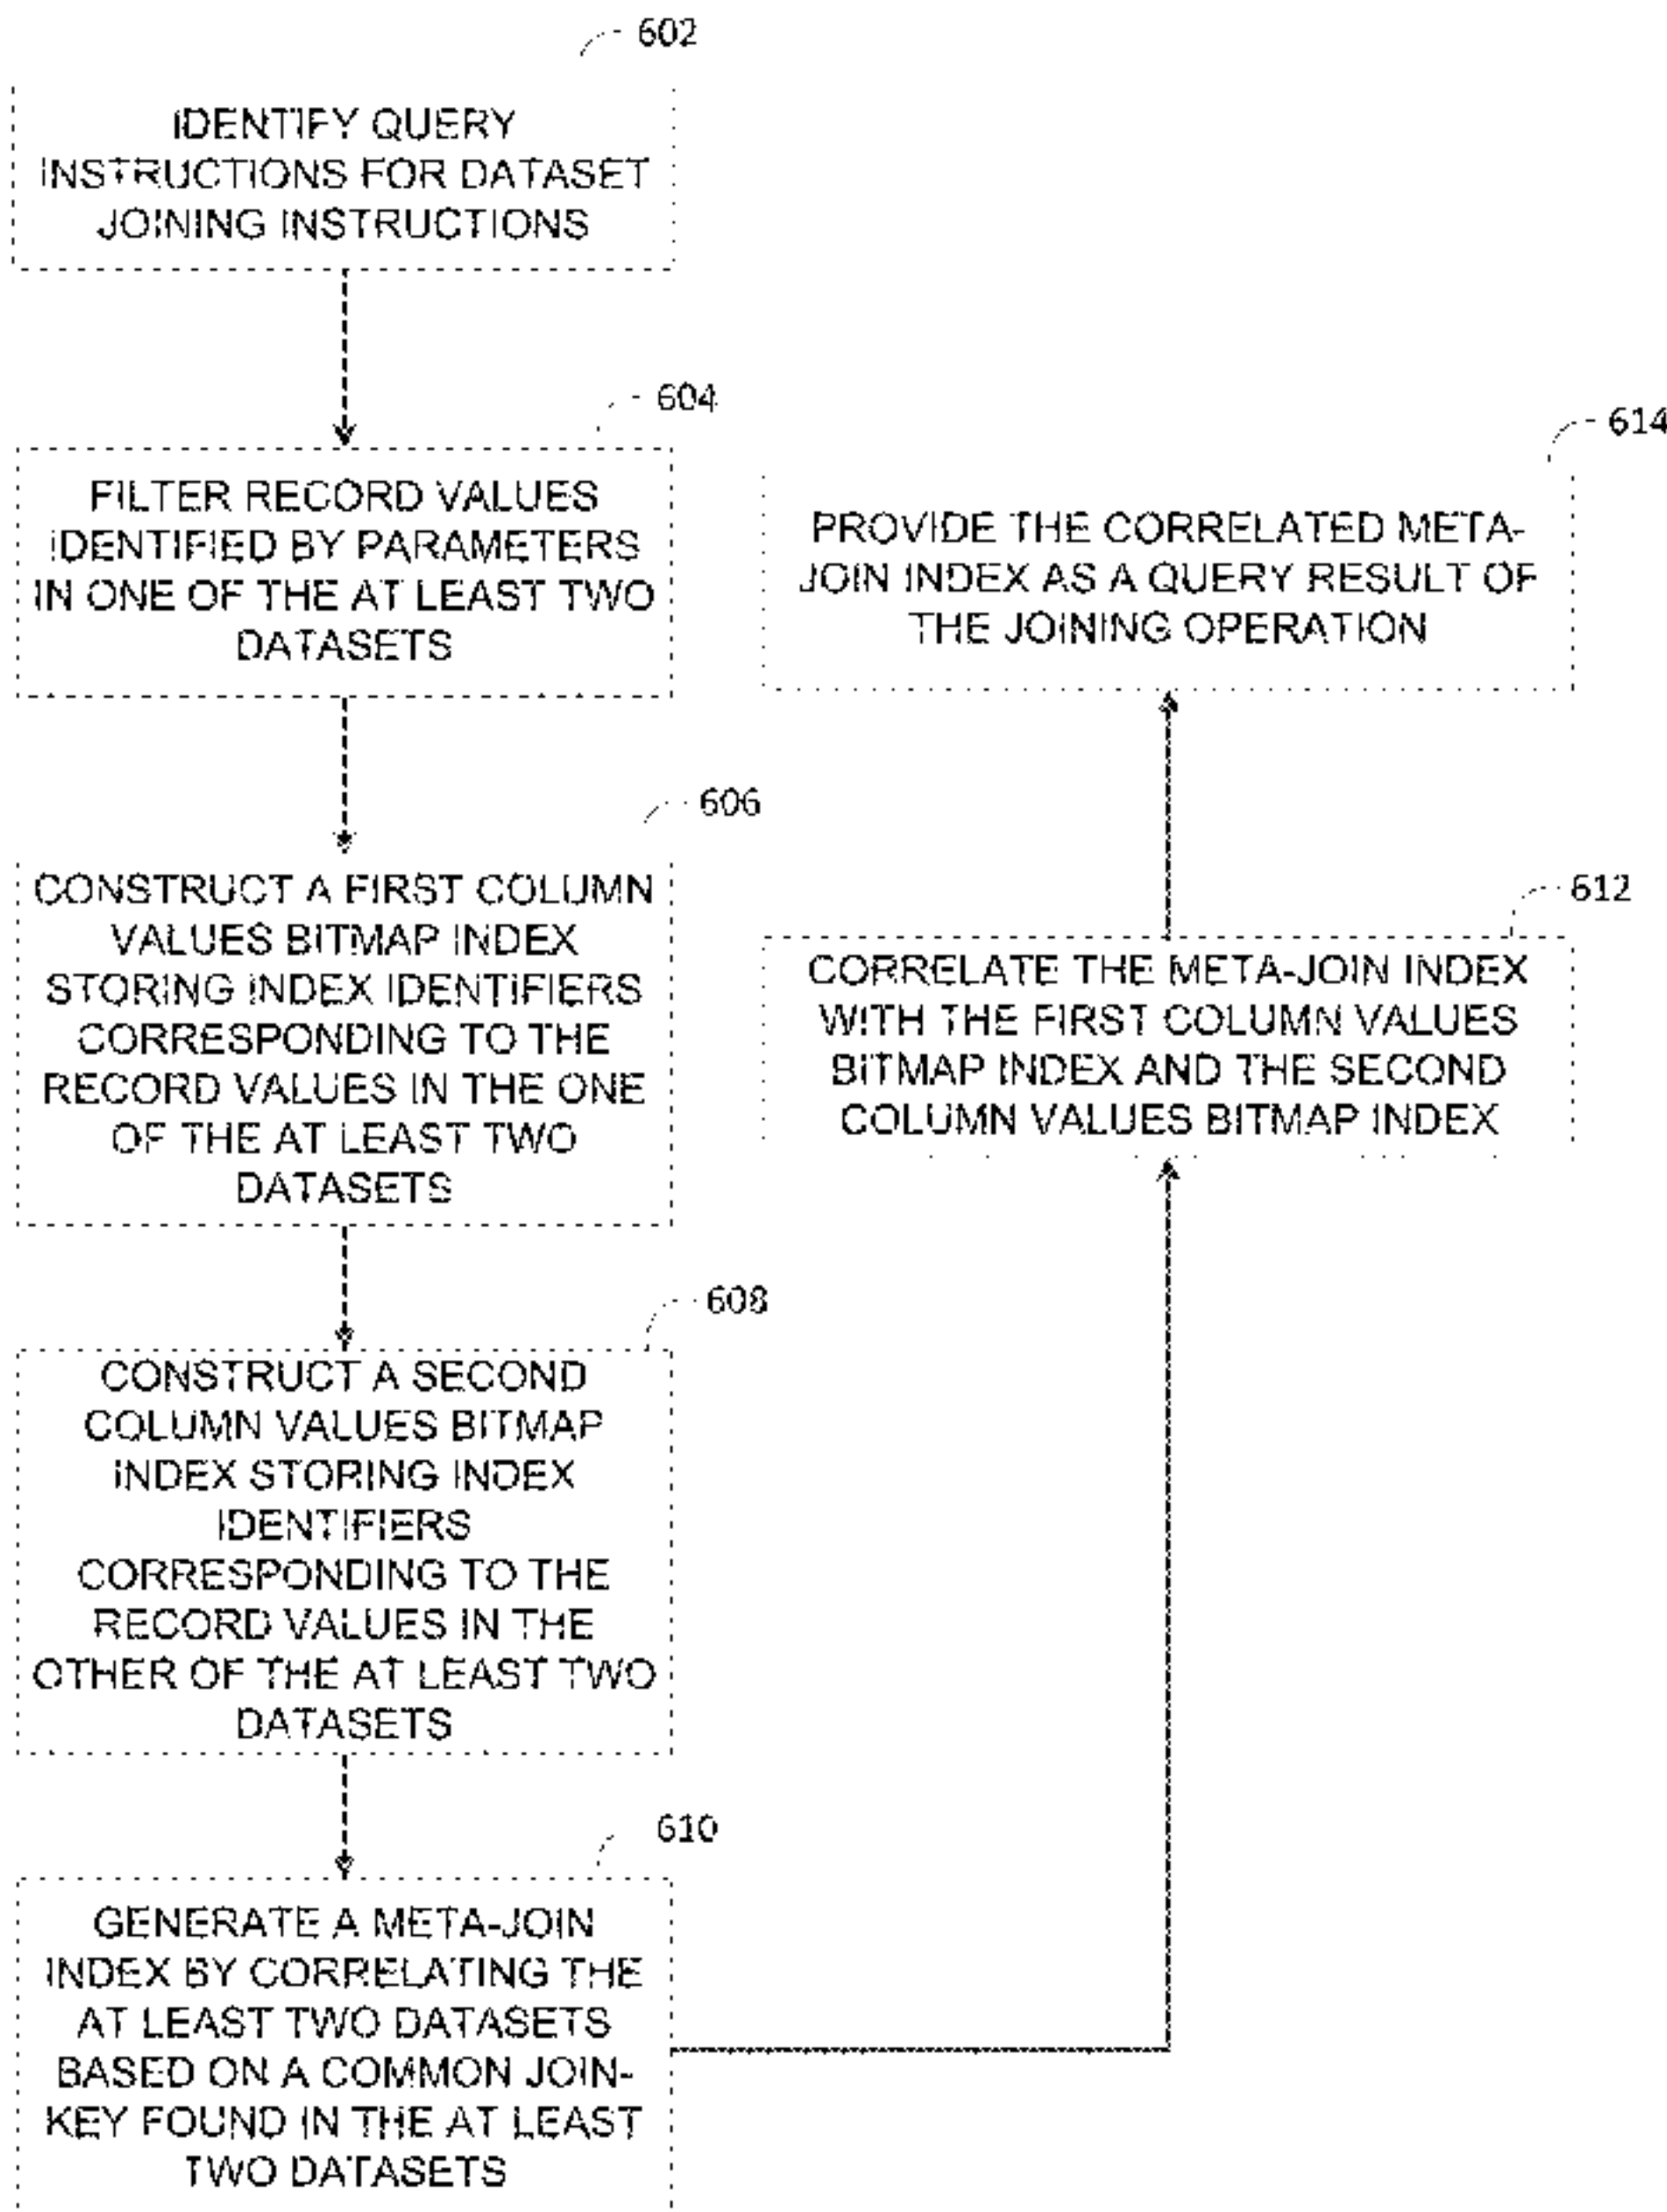 602
IDENTIFY QUERY
INSTRUCTIONS FOR DATASET
JOINING INSTRUCTIONS
604
FILTER RECORD VALUES
IDENTIFIED BY PARAMETERS
IN ONE OF THE AT LEAST TWO
DATASETS
606
CONSTRUCT A FIRST COLUMN
VALUES BITMAP INDEX
STORING INDEX IDENTIFIERS
CORRESPONDING TO THE
RECORD VALUES IN THE ONE
OF THE AT LEAST TWO
DATASETS
608
CONSTRUCT A SECOND
COLUMN VALUES BITMAP
INDEX STORING INDEX
IDENTIFIERS
CORRESPONDING TO THE
RECORD VALUES IN THE
OTHER OF THE AT LEAST TWO
DATASETS
610
GENERATE A META-JOIN
INDEX BY CORRELATING THE
AT LEAST TWO DATASETS
BASED ON A COMMON JOIN-
KEY FOUND IN THE AT LEAST
TWO DATASETS
612
CORRELATE THE META-JOIN INDEX
WITH THE FIRST COLUMN VALUES
BITMAP INDEX AND THE SECOND
COLUMN VALUES BITMAP INDEX
614
PROVIDE THE CORRELATED META-
JOIN INDEX AS A QUERY RESULT OF
THE JOINING OPERATION